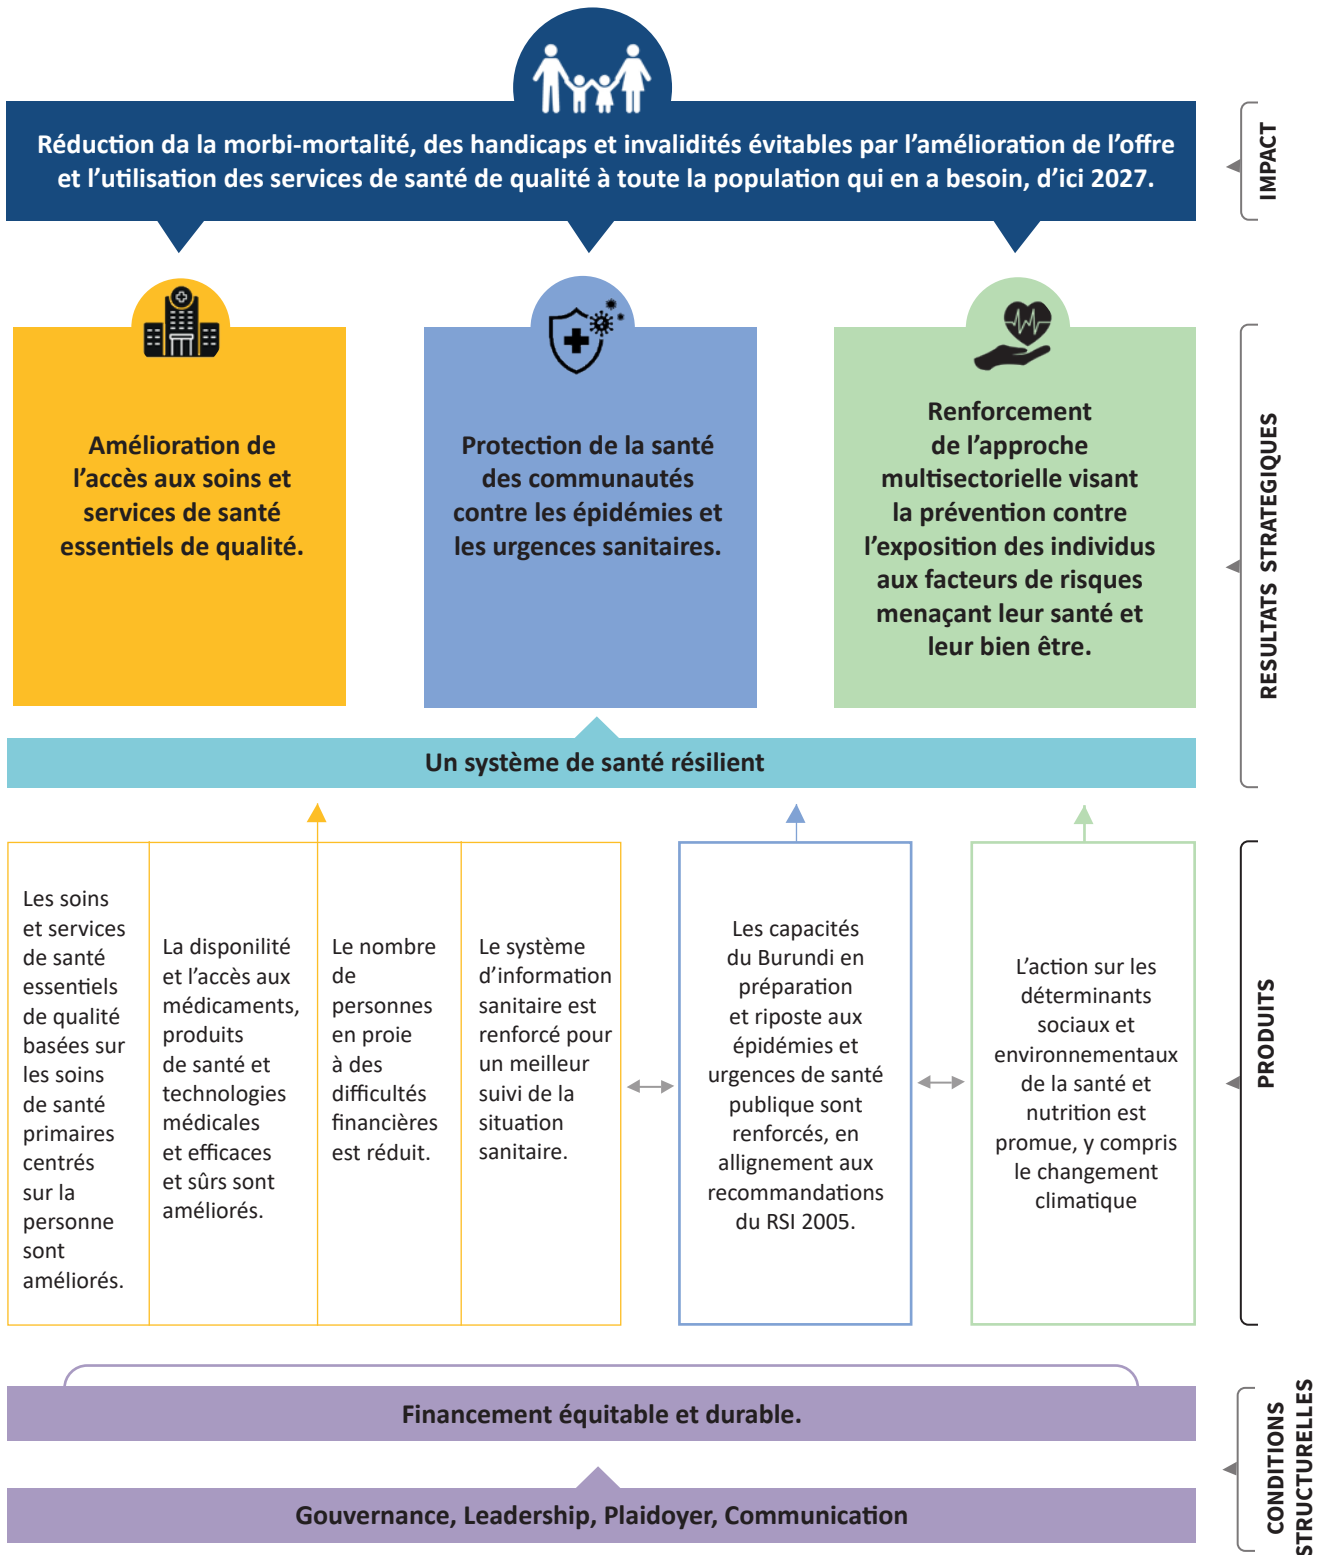 Réduction da la morbi-mortalité, des handicaps et invalidités évitables par l’amélioration de l’offre
et l’utilisation des services de santé de qualité à toute la population qui en a besoin, d’ici 2027.
IMPACT
Amélioration de
l’accès aux soins et
services de santé
essentiels de qualité.
Protection de la santé
des communautés
contre les épidémies et
les urgences sanitaires.
Renforcement
de l’approche
multisectorielle visant
la prévention contre
l’exposition des individus
aux facteurs de risques
menaçant leur santé et
leur bien être.
RESULTATS STRATEGIQUES
Un système de santé résilient
Les soins
et services
de santé
essentiels
de qualité
basées sur
les soins
de santé
primaires
centrés
sur la
personne
sont
améliorés.
La disponilité
et l’accès aux
médicaments,
produits
de santé et
technologies
médicales
et efficaces
et sûrs sont
améliorés.
Le nombre
de
personnes
en proie
à des
difficultés
financières
est réduit.
Le système
d’information
sanitaire est
renforcé pour
un meilleur
suivi de la
situation
sanitaire.
Les capacités
du Burundi en
préparation
et riposte aux
épidémies et
urgences de santé
publique sont
renforcés, en
allignement aux
recommandations
du RSI 2005.
L’action sur les
déterminants
sociaux et
environnementaux
de la santé et
nutrition est
promue, y compris
le changement
climatique
PRODUITS
Financement équitable et durable.
Gouvernance, Leadership, Plaidoyer, Communication
CONDITIONS
STRUCTURELLES